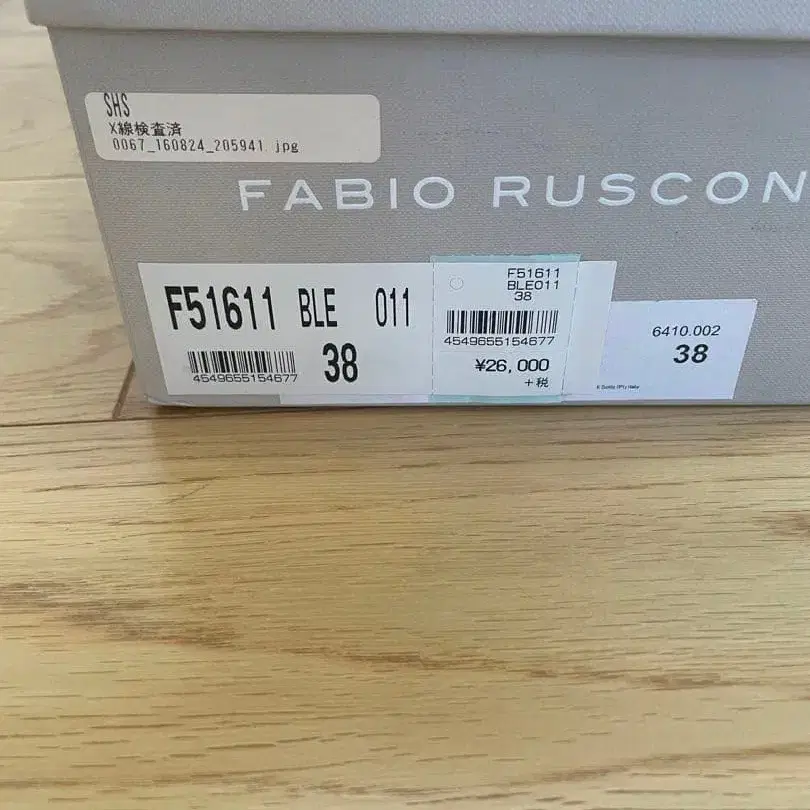 SHS
X線検査済
0067_160824_205941.jpg
FABIO RUSCON
F51611 BLE 011
4549655154677
38
F51611
BLE011
38
4549655154677
¥26,000
+税
6410.002
38